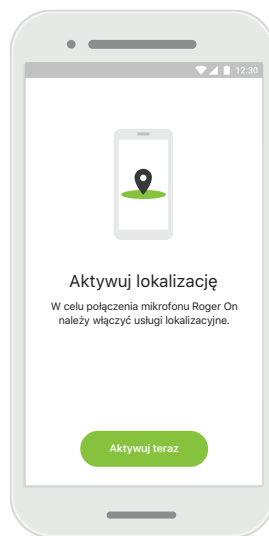 12:30
Aktywuj lokalizację
W celu połączenia mikrofonu Roger On
należy włączyć usługi lokalizacyjne.
Aktywuj teraz